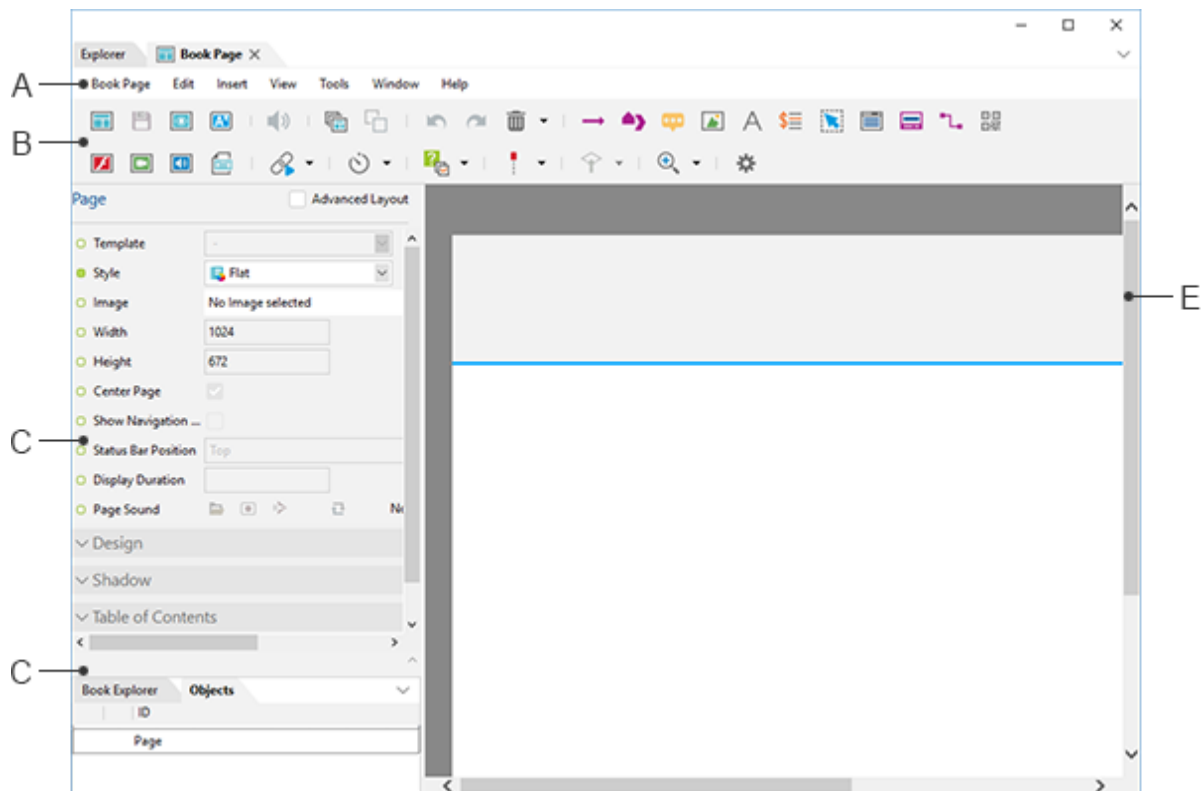 Explorer Book Page
A Book Page Edit Insert View Tools Window Help
B
Page Advanced Layout
Template -
Style Flat
Image No Image selected
E
Width 1024
Height 672
Center Page
Show Navigation ...
C Status Bar Position Top
Display Duration
Page Sound
Design
Shadow
Table of Contents
C
Book Explorer Objects
ID
Page